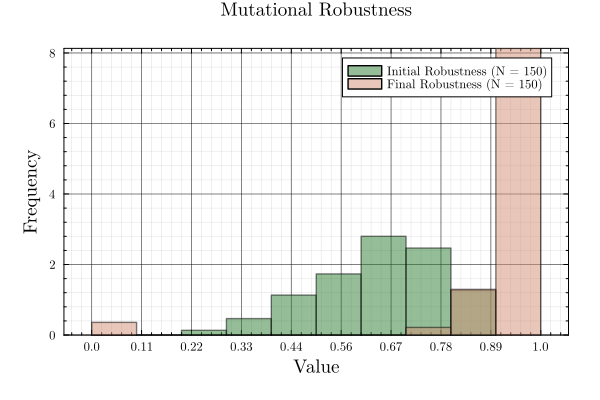 Mutational Robustness
Initial Robustness (N = 150)
Final Robustness (N = 150)
Frequency
8
6
4
2
0
0.0 0.11 0.22 0.33 0.44 0.56 0.67 0.78 0.89 1.0
Value